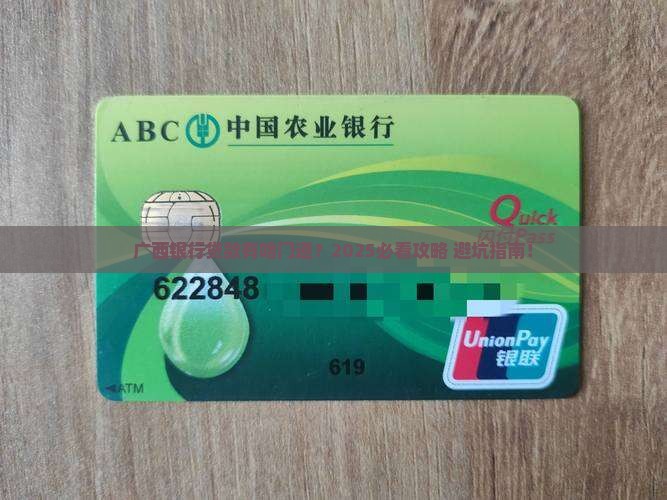 ABC 中国农业银行
Quick
Pass
广西银行
2025必看攻略 避坑指南!
622848
UnionPay
银联
619
ATM